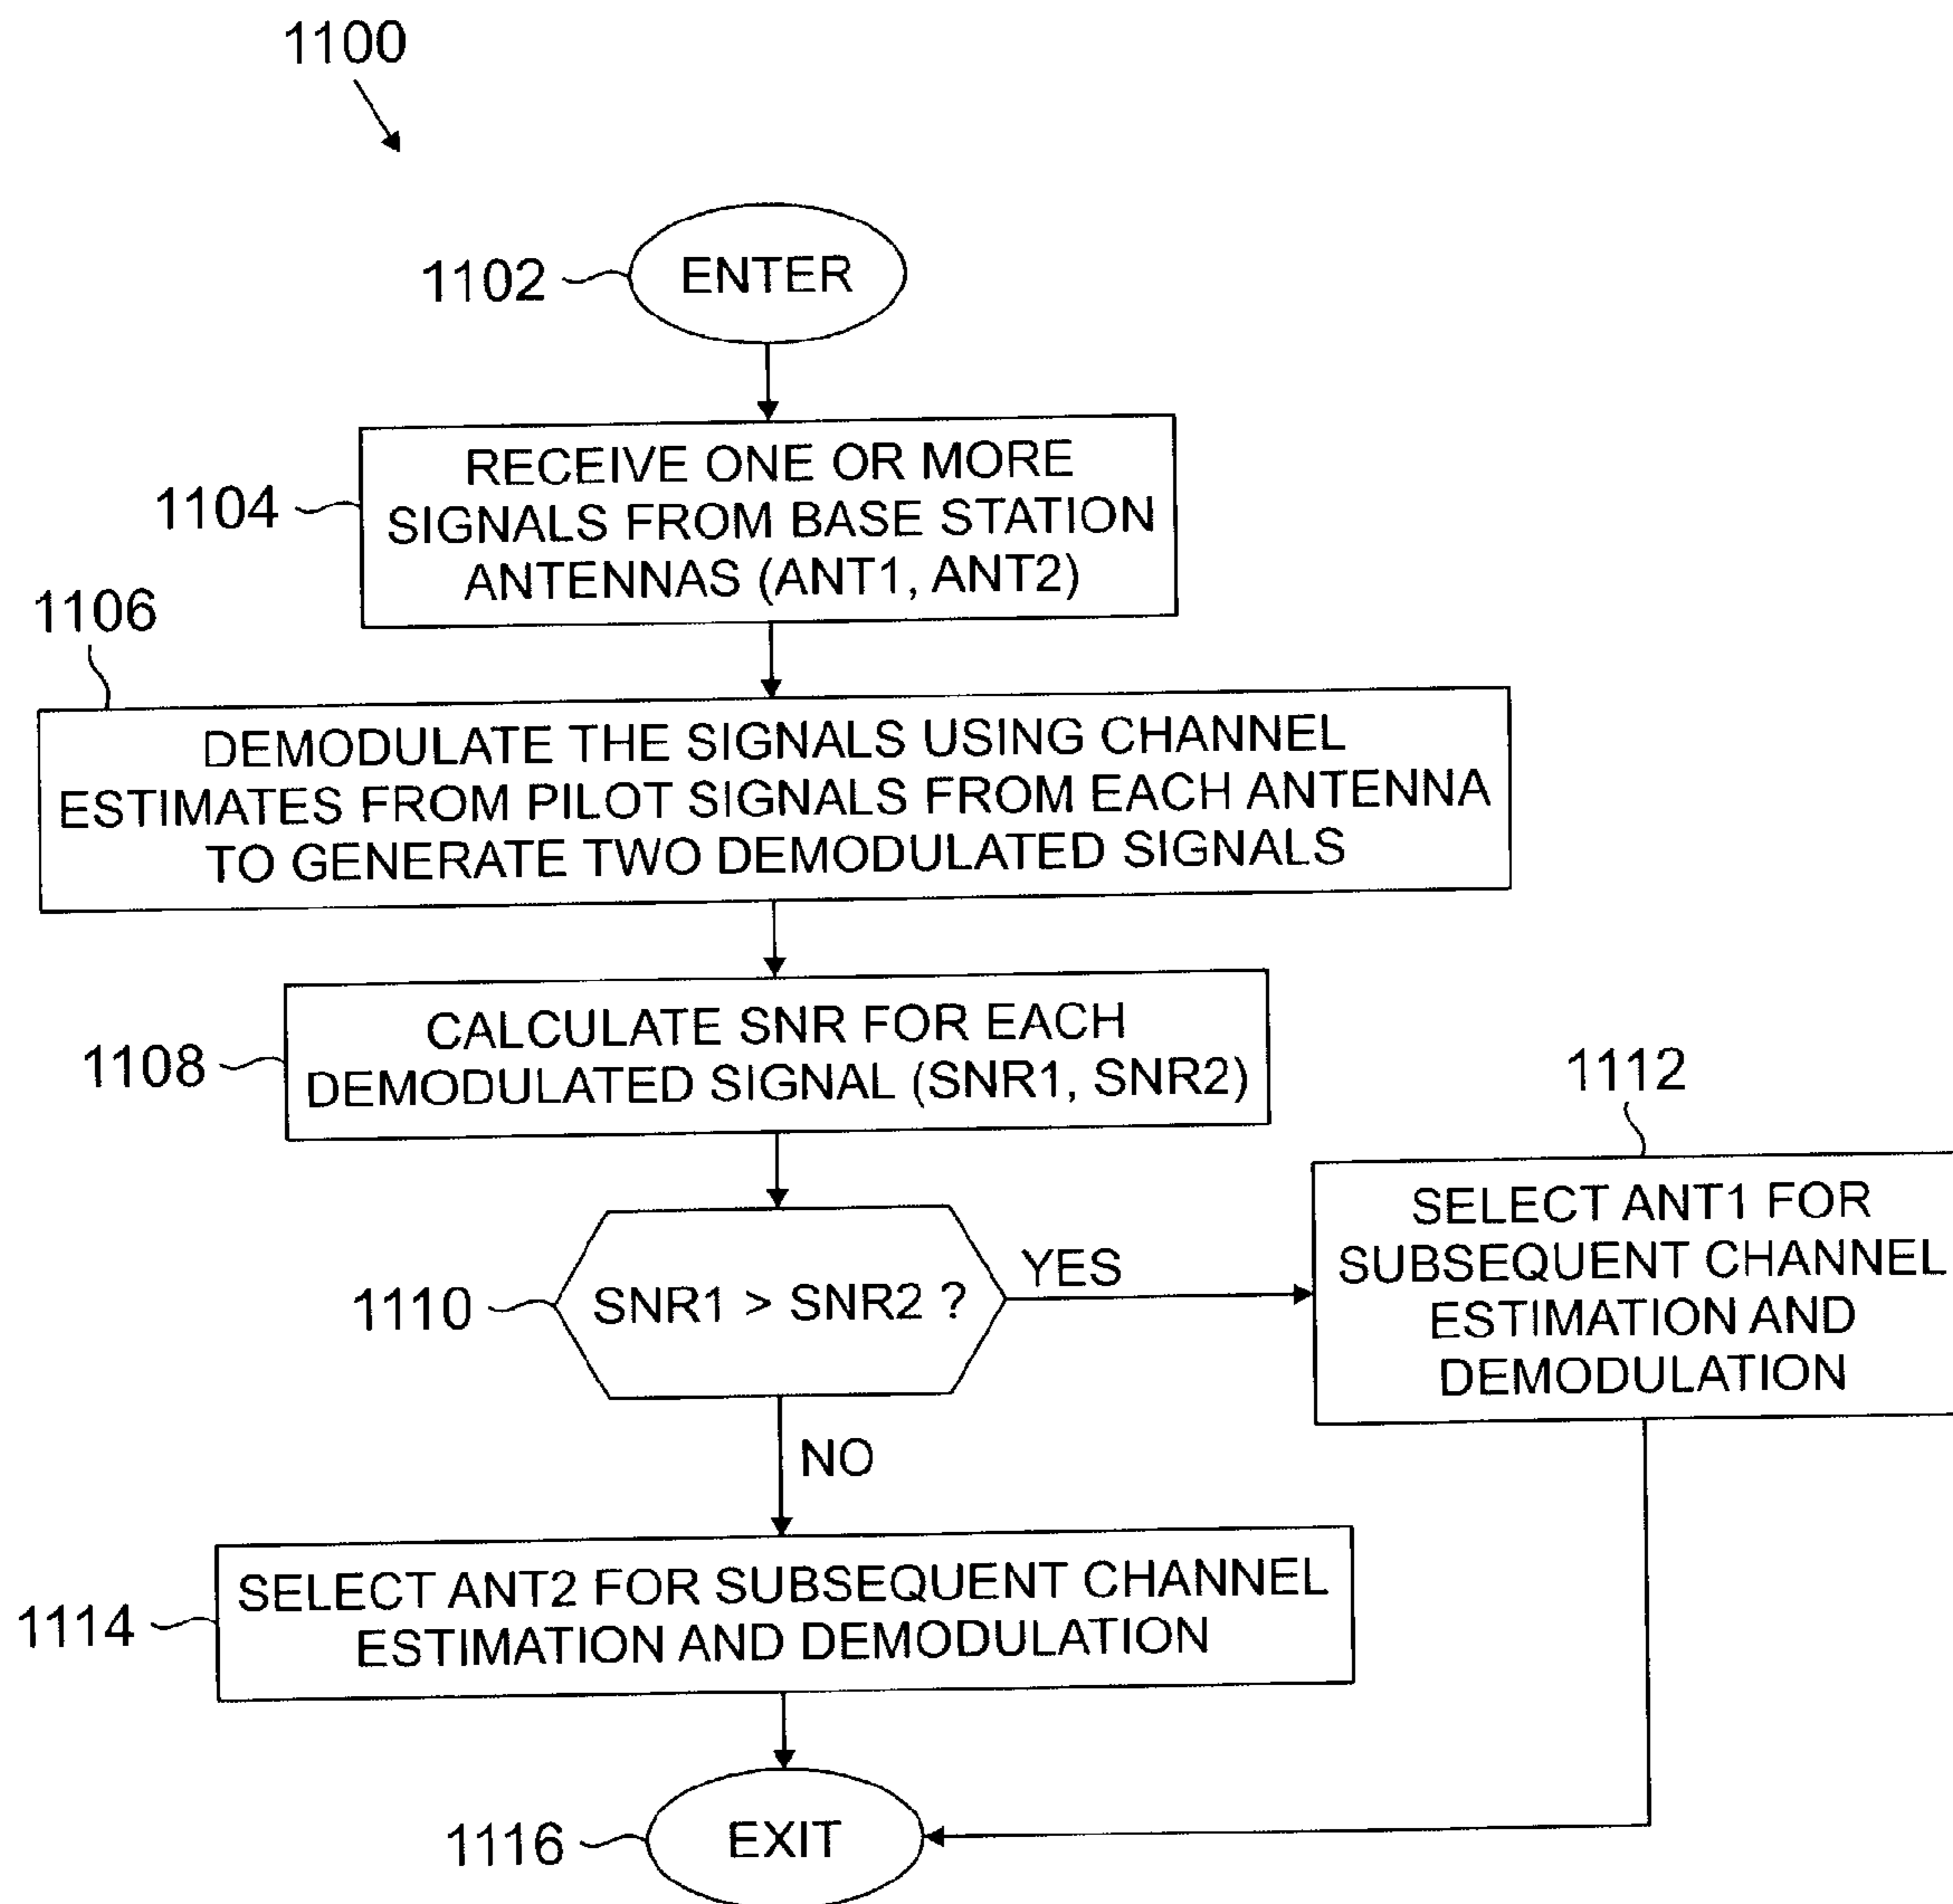 1100
1102
ENTER
1104
RECEIVE ONE OR MORE
SIGNALS FROM BASE STATION
ANTENNAS (ANT1, ANT2)
1106
DEMODULATE THE SIGNALS USING CHANNEL
ESTIMATES FROM PILOT SIGNALS FROM EACH ANTENNA
TO GENERATE TWO DEMODULATED SIGNALS
1108
CALCULATE SNR FOR EACH
DEMODULATED SIGNAL (SNR1, SNR2)
1110
SNR1 > SNR2 ?
YES
1112
SELECT ANT1 FOR
SUBSEQUENT CHANNEL
ESTIMATION AND
DEMODULATION
NO
1114
SELECT ANT2 FOR SUBSEQUENT CHANNEL
ESTIMATION AND DEMODULATION
1116
EXIT